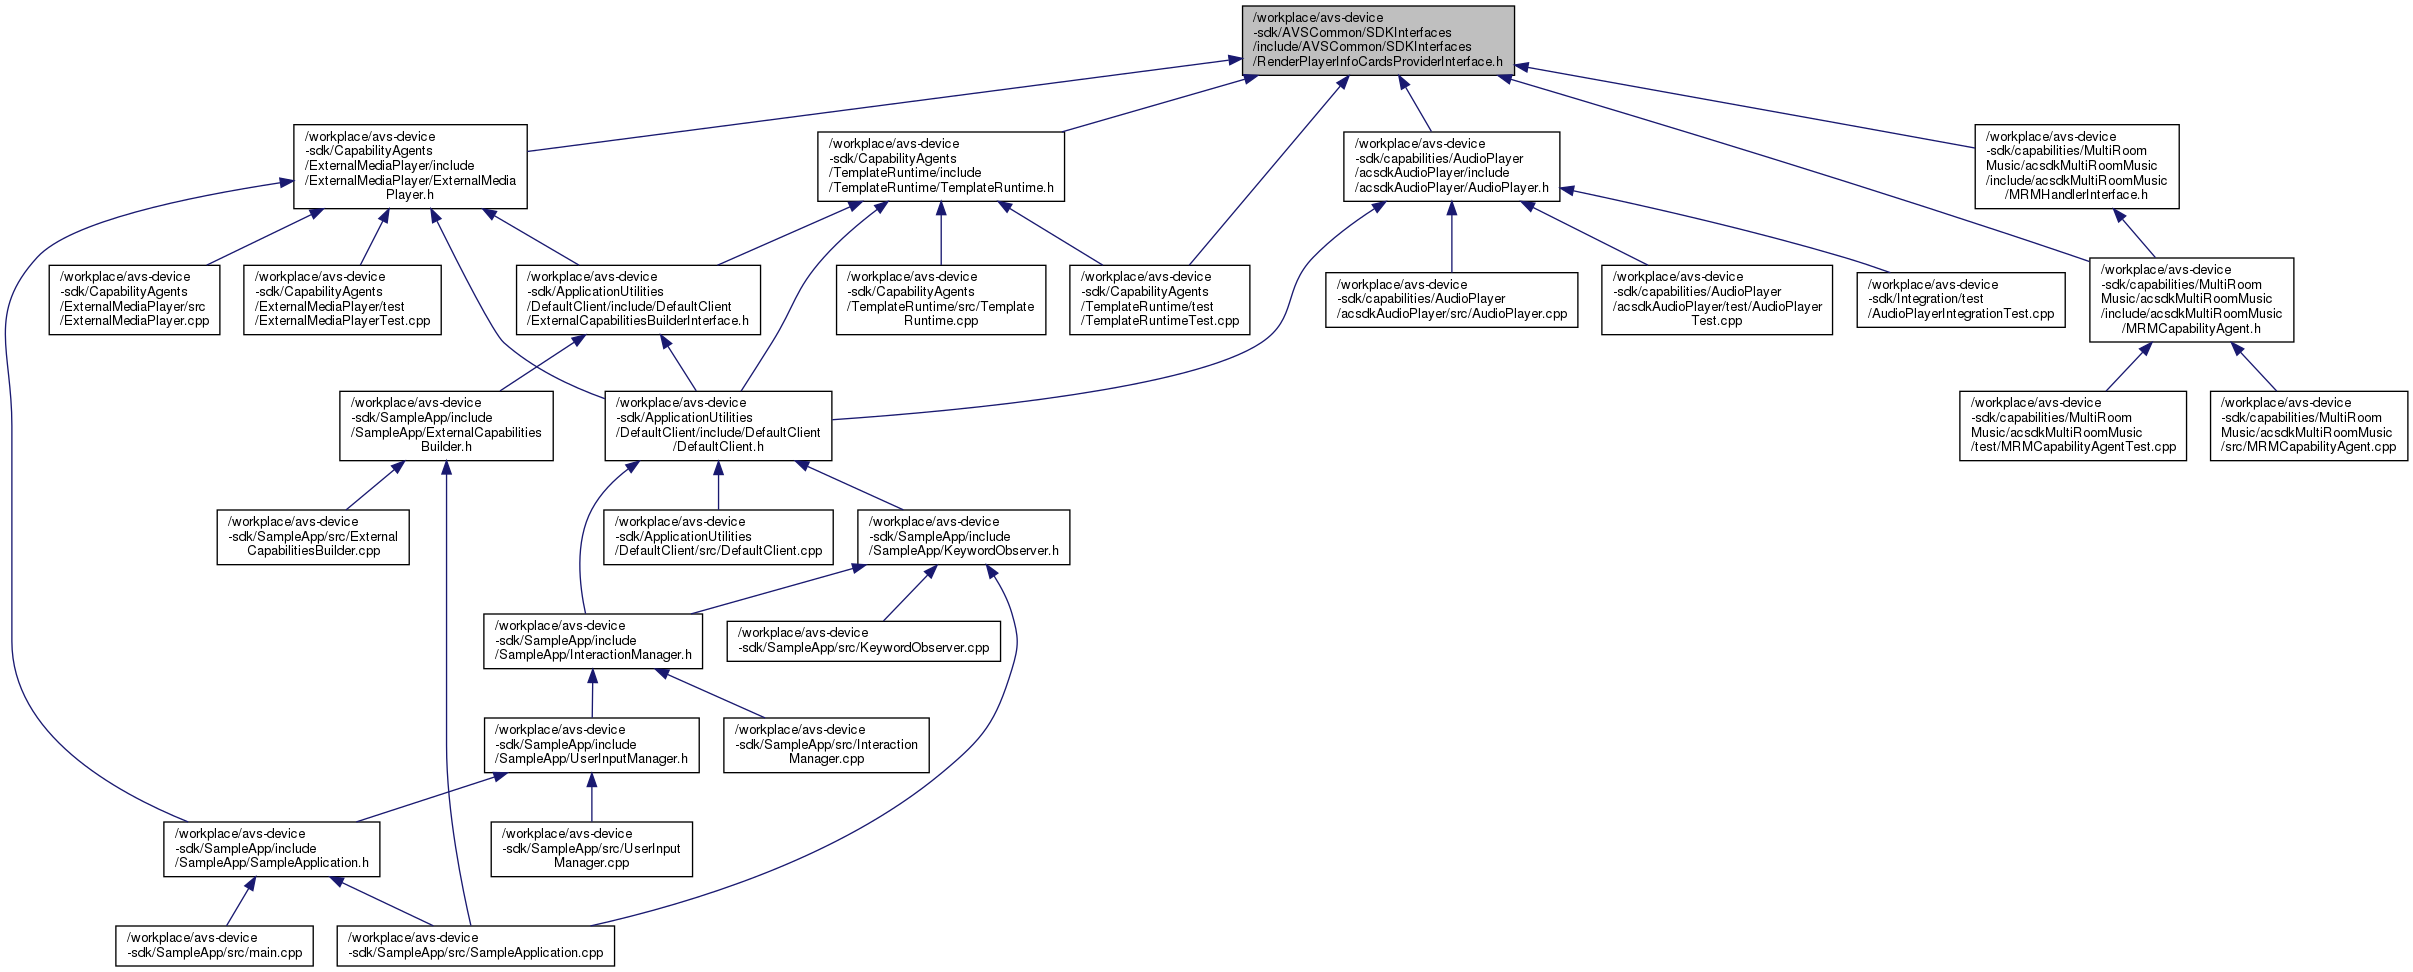 /workplace/avs-device
-sdk/AVSCommon/SDKInterfaces
/include/AVSCommon/SDKInterfaces
/RenderPlayerInfoCardsProviderInterface.h
/workplace/avs-device
-sdk/CapabilityAgents
/ExternalMediaPlayer/include
/ExternalMediaPlayer/ExternalMedia
Player.h
/workplace/avs-device
-sdk/CapabilityAgents
/TemplateRuntime/include
/TemplateRuntime/TemplateRuntime.h
/workplace/avs-device
-sdk/capabilities/AudioPlayer
/acsdkAudioPlayer/include
/acsdkAudioPlayer/AudioPlayer.h
/workplace/avs-device
-sdk/capabilities/MultiRoom
Music/acsdkMultiRoomMusic
/include/acsdkMultiRoomMusic
/MRMHandlerInterface.h
/workplace/avs-device
-sdk/CapabilityAgents
/ExternalMediaPlayer/src
/ExternalMediaPlayer.cpp
/workplace/avs-device
-sdk/CapabilityAgents
/ExternalMediaPlayer/test
/ExternalMediaPlayerTest.cpp
/workplace/avs-device
-sdk/ApplicationUtilities
/DefaultClient/include/DefaultClient
/ExternalCapabilitiesBuilderInterface.h
/workplace/avs-device
-sdk/CapabilityAgents
/TemplateRuntime/src/Template
Runtime.cpp
/workplace/avs-device
-sdk/CapabilityAgents
/TemplateRuntime/test
/TemplateRuntimeTest.cpp
/workplace/avs-device
-sdk/capabilities/AudioPlayer
/acsdkAudioPlayer/src/AudioPlayer.cpp
/workplace/avs-device
-sdk/capabilities/AudioPlayer
/acsdkAudioPlayer/test/AudioPlayer
Test.cpp
/workplace/avs-device
-sdk/Integration/test
/AudioPlayerIntegrationTest.cpp
/workplace/avs-device
-sdk/capabilities/MultiRoom
Music/acsdkMultiRoomMusic
/include/acsdkMultiRoomMusic
/MRMCapabilityAgent.h
/workplace/avs-device
-sdk/SampleApp/include
/SampleApp/ExternalCapabilities
Builder.h
/workplace/avs-device
-sdk/ApplicationUtilities
/DefaultClient/include/DefaultClient
/DefaultClient.h
/workplace/avs-device
-sdk/capabilities/MultiRoom
Music/acsdkMultiRoomMusic
/test/MRMCapabilityAgentTest.cpp
/workplace/avs-device
-sdk/capabilities/MultiRoom
Music/acsdkMultiRoomMusic
/src/MRMCapabilityAgent.cpp
/workplace/avs-device
-sdk/SampleApp/src/External
CapabilitiesBuilder.cpp
/workplace/avs-device
-sdk/ApplicationUtilities
/DefaultClient/src/DefaultClient.cpp
/workplace/avs-device
-sdk/SampleApp/include
/SampleApp/KeywordObserver.h
/workplace/avs-device
-sdk/SampleApp/include
/SampleApp/InteractionManager.h
/workplace/avs-device
-sdk/SampleApp/src/KeywordObserver.cpp
/workplace/avs-device
-sdk/SampleApp/include
/SampleApp/UserInputManager.h
/workplace/avs-device
-sdk/SampleApp/src/Interaction
Manager.cpp
/workplace/avs-device
-sdk/SampleApp/include
/SampleApp/SampleApplication.h
/workplace/avs-device
-sdk/SampleApp/src/UserInput
Manager.cpp
/workplace/avs-device
-sdk/SampleApp/src/main.cpp
/workplace/avs-device
-sdk/SampleApp/src/SampleApplication.cpp